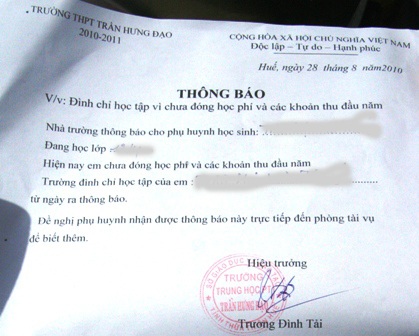 TRƯỜNG THPT TRẦN HƯNG ĐẠO
2010-2011
CỘNG HÒA XÃ HỘI CHỦ NGHĨA VIỆT NAM
Độc lập – Tự do – Hạnh phúc
Huế, ngày 28 tháng 8 năm 2010
THÔNG BÁO
V/v: Đình chỉ học tập vì chưa đóng học phí và các khoản thu đầu năm
Nhà trường thông báo cho phụ huynh học sinh:
Đang học lớp
Hiện nay em chưa đóng học phí và các khoản thu đầu năm
Trường đình chỉ học tập của em :
từ ngày ra thông báo.
Đề nghị phụ huynh nhận được thông báo này trực tiếp đến phòng tài vụ
để biết thêm.
Hiệu trưởng
SỞ GIÁO DỤC
TRƯỜNG
TRUNG HỌC
TRẦN HƯNG ĐẠO
Trương Đình Tải